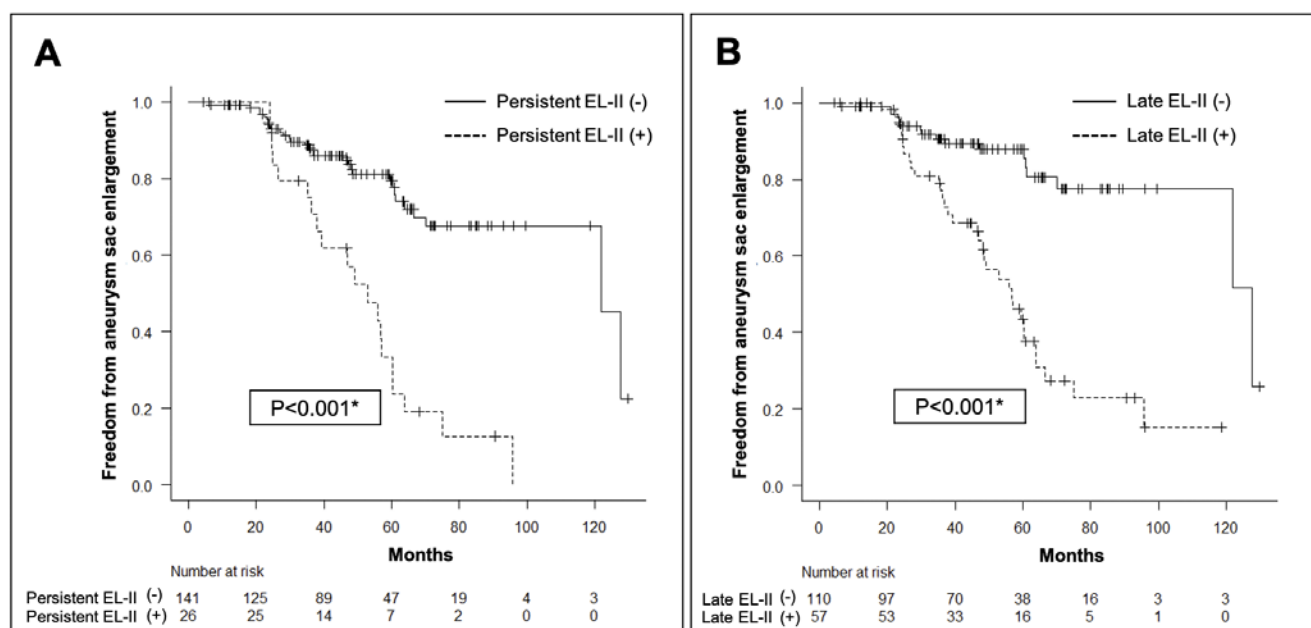 A
Freedom from aneurysm sac enlargement
1.0
0.8
0.6
0.4
0.2
0.0
Persistent EL-II (-)
Persistent EL-II (+)
P<0.001*
0 20 40 60 80 100 120
Months
Number at risk
Persistent EL-II (-) 141 125 89 47 19 4 3
Persistent EL-II (+) 26 25 14 7 2 0 0
B
Freedom from aneurysm sac enlargement
1.0
0.8
0.6
0.4
0.2
0.0
Late EL-II (-)
Late EL-II (+)
P<0.001*
0 20 40 60 80 100 120
Months
Number at risk
Late EL-II (-) 110 97 70 38 16 3 3
Late EL-II (+) 57 53 33 16 5 1 0